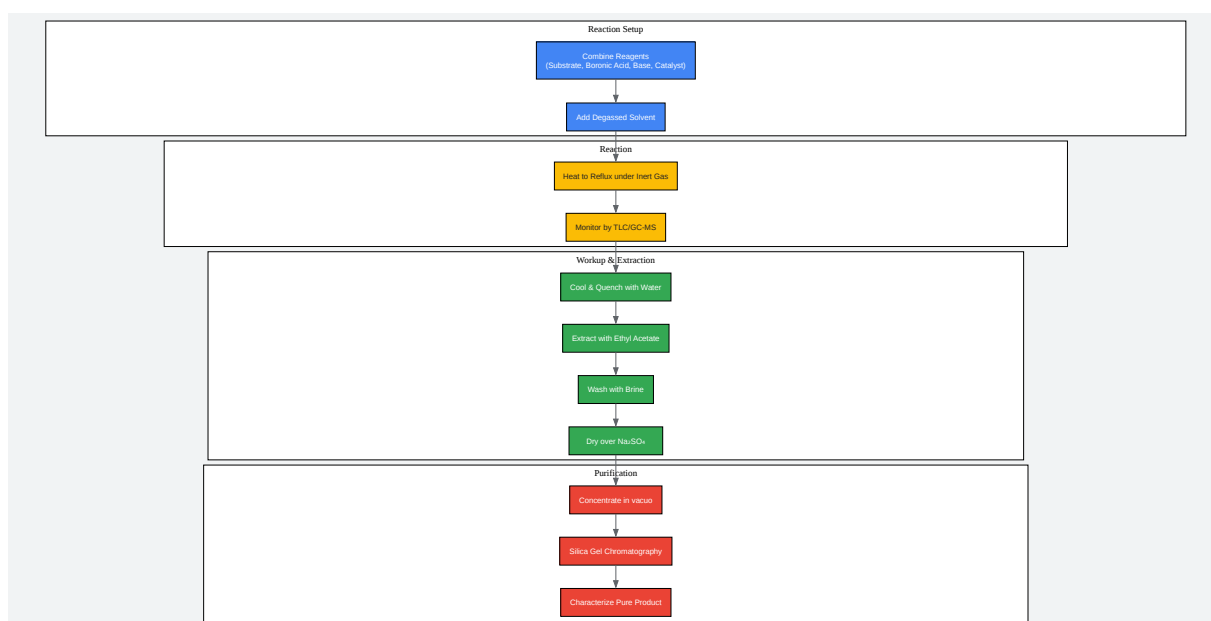 Reaction Setup
Combine Reagents
(Substrate, Boronic Acid, Base, Catalyst)
Add Degassed Solvent
Reaction
Heat to Reflux under Inert Gas
Monitor by TLC/GC-MS
Workup & Extraction
Cool & Quench with Water
Extract with Ethyl Acetate
Wash with Brine
Dry over Na₂SO₄
Purification
Concentrate in vacuo
Silica Gel Chromatography
Characterize Pure Product